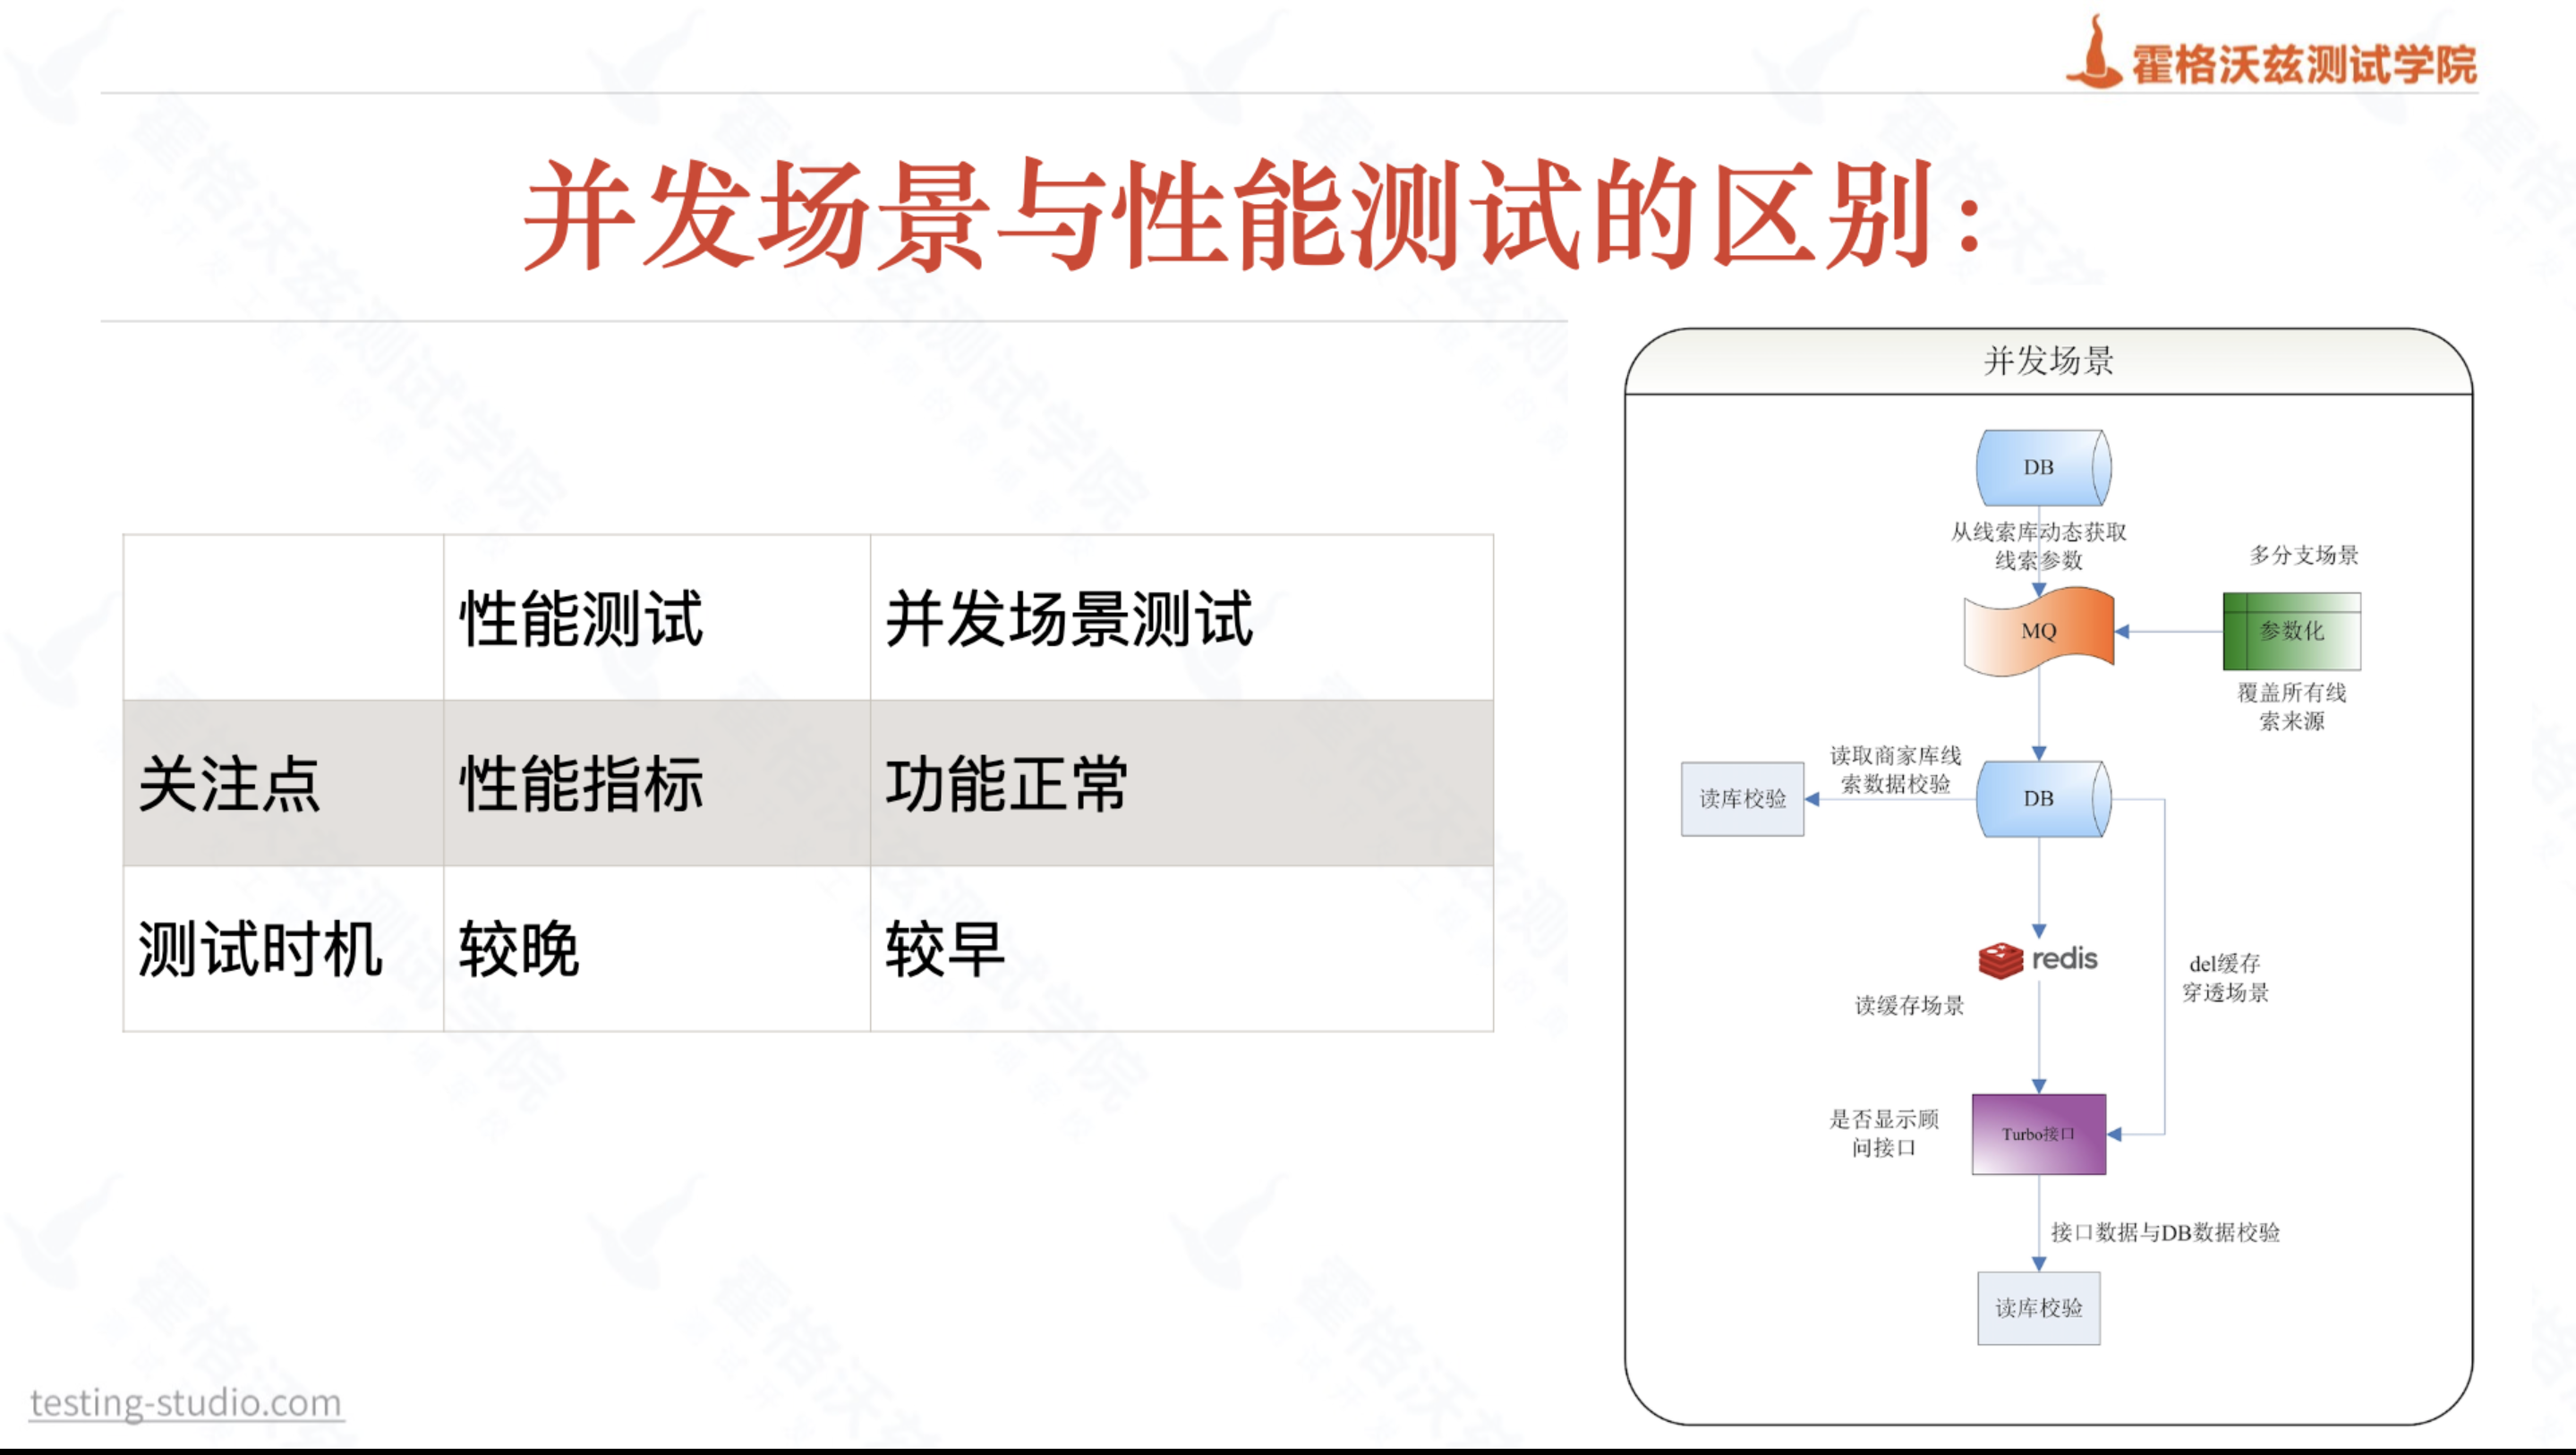 霍格沃兹测试学院
并发场景与性能测试的区别：
性能测试 并发场景测试
关注点 性能指标 功能正常
测试时机 较晚 较早
并发场景
DB
从线索库动态获取
线索参数
多分支场景
MQ
参数化
覆盖所有线
索来源
读取商家库线
索数据校验
读库校验
DB
redis
读缓存场景
del缓存
穿透场景
是否显示顾
问接口
Turbo接口
接口数据与DB数据校验
读库校验
testing-studio.com